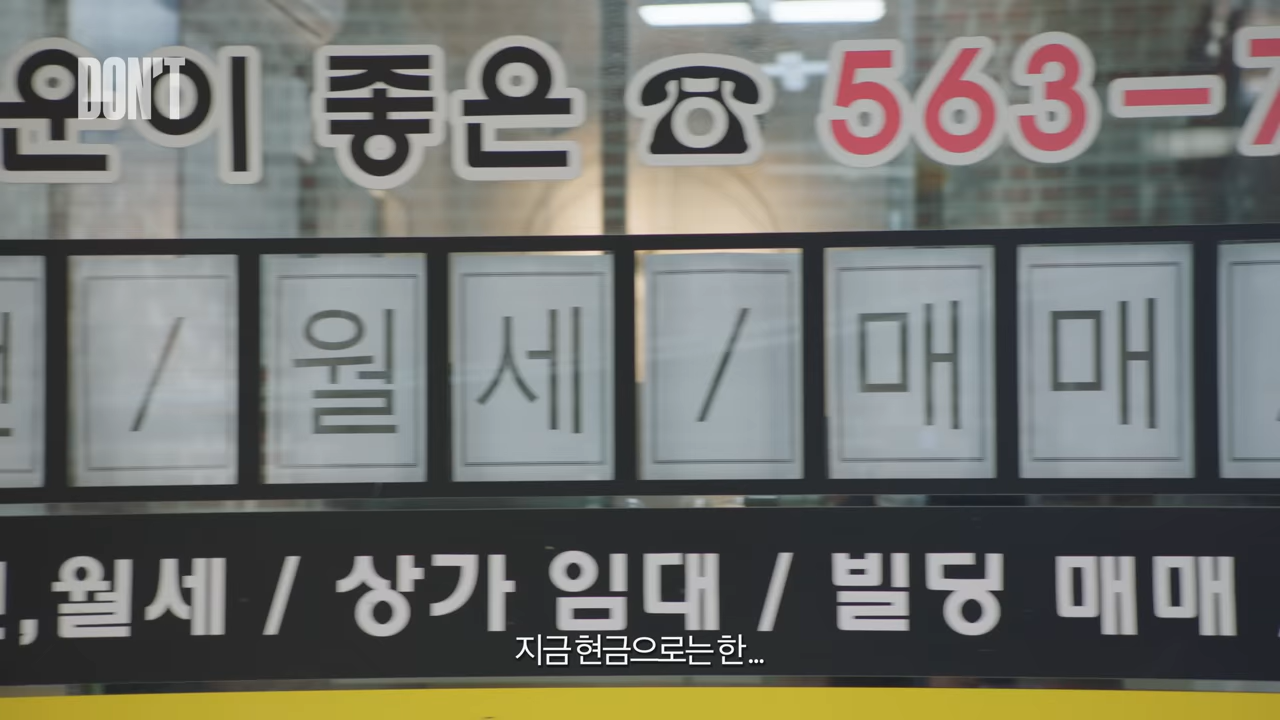 DON'T
운이 좋은 ☎ 563-7
/ 월세 / 매매
,월세 / 상가 임대 / 빌딩 매매
지금 현금으로는 한...